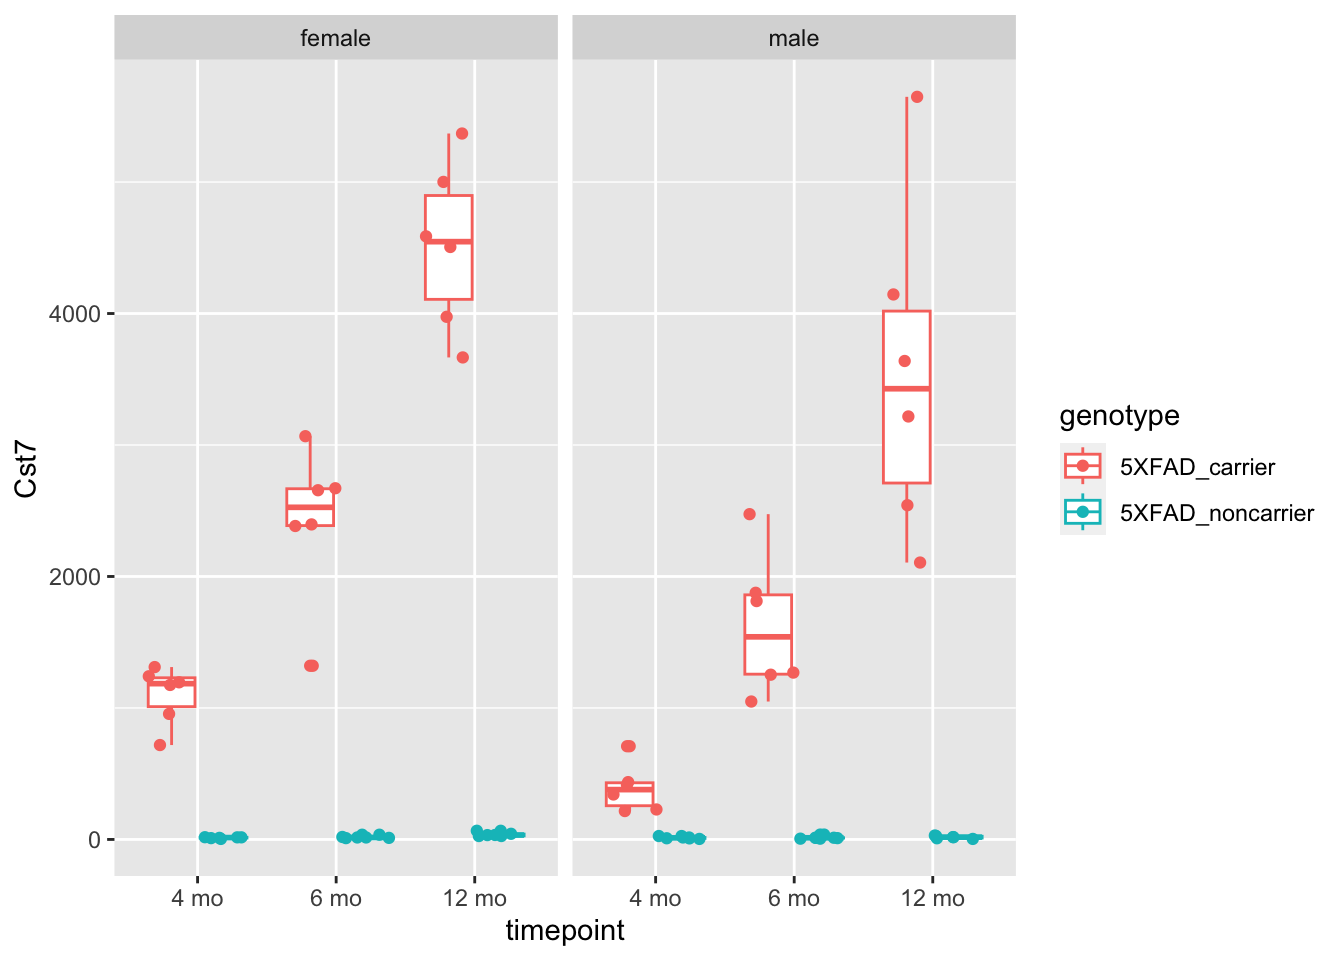 female
male
Cst7
4000
2000
0
4 mo
6 mo
12 mo
4 mo
6 mo
12 mo
timepoint
genotype
5XFAD_carrier
5XFAD_noncarrier